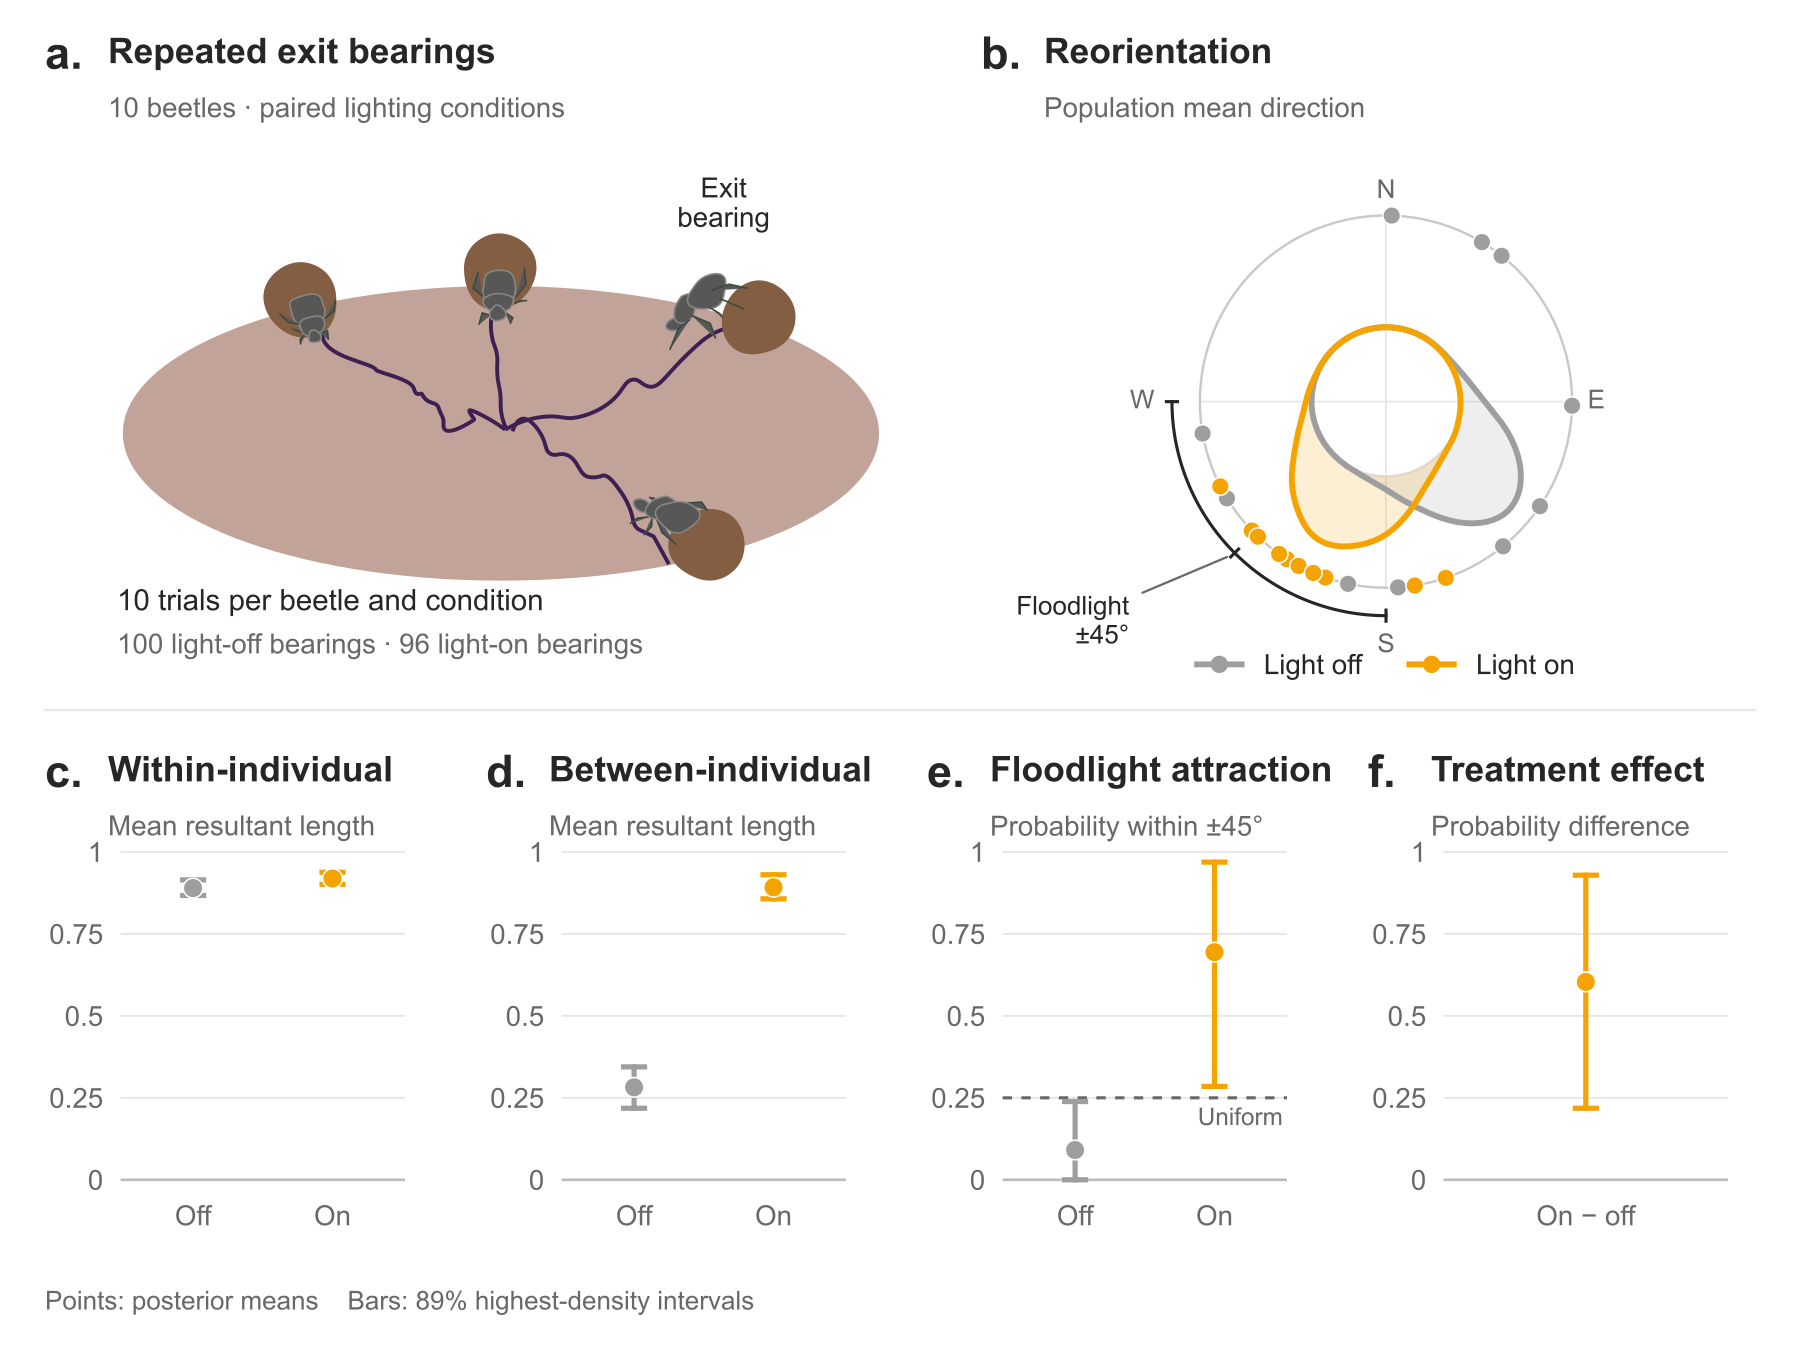 a. Repeated exit bearings
10 beetles · paired lighting conditions
Exit
bearing
10 trials per beetle and condition
100 light-off bearings · 96 light-on bearings
b. Reorientation
Population mean direction
N
W
E
Floodlight
±45°
S
Light off
Light on
c. Within-individual
Mean resultant length
1
0.75
0.5
0.25
0
Off
On
d. Between-individual
Mean resultant length
1
0.75
0.5
0.25
0
Off
On
e. Floodlight attraction
Probability within ±45°
1
0.75
0.5
0.25
Uniform
0
Off
On
f. Treatment effect
Probability difference
1
0.75
0.5
0.25
0
On − off
Points: posterior means
Bars: 89% highest-density intervals